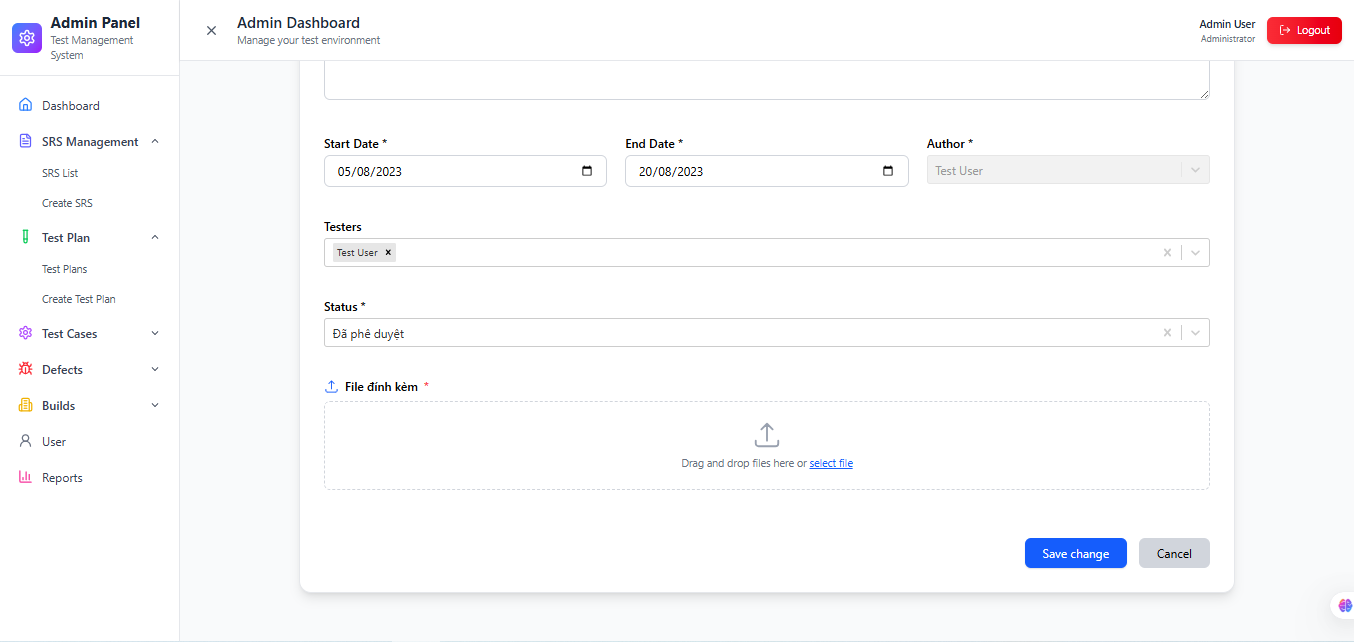 Admin Panel
Test Management
System
Dashboard
SRS Management
SRS List
Create SRS
Test Plan
Test Plans
Create Test Plan
Test Cases
Defects
Builds
User
Reports
Admin Dashboard
Manage your test environment
Admin User
Administrator
Logout
Start Date *
End Date *
Author *
05/08/2023
20/08/2023
Test User
Testers
Test User
Status *
Đã phê duyệt
File đính kèm *
Drag and drop files here or select file
Save change
Cancel